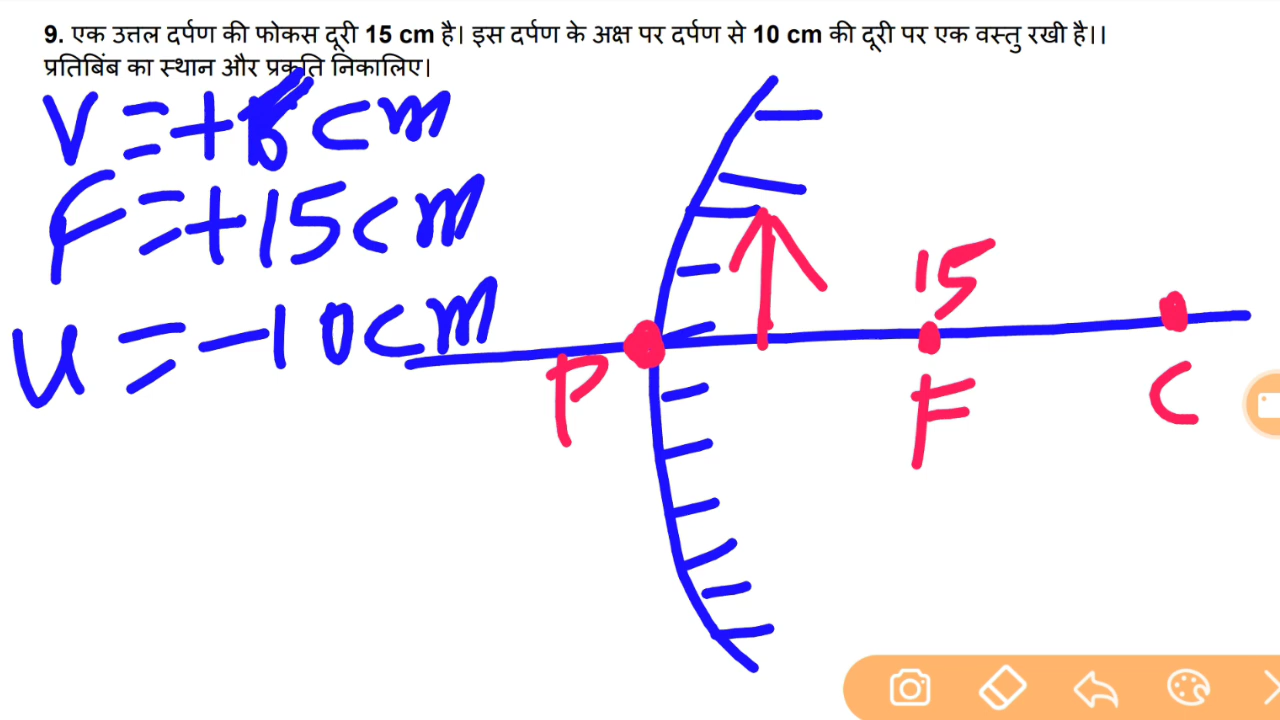 9. एक उत्तल दर्पण की फोकस दूरी 15 cm है। इस दर्पण के अक्ष पर दर्पण से 10 cm की दूरी पर एक वस्तु रखी है।।
प्रतिबिंब का स्थान और प्रकृति निकालिए।
V = + cm
F = +15cm
u = -10cm
15
P
F
C